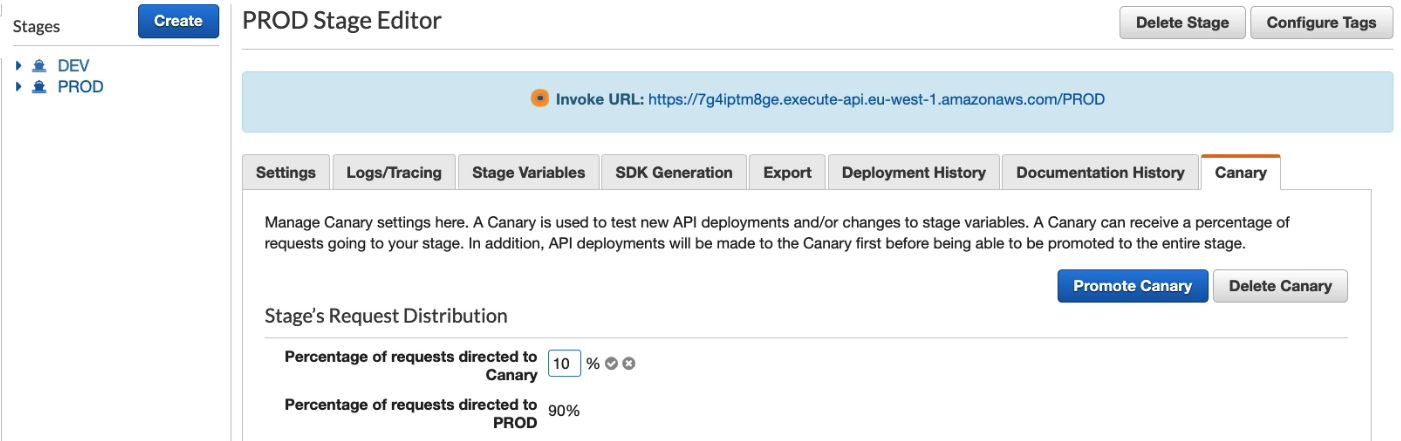 Stages
Create
DEV
PROD
PROD Stage Editor
Delete Stage
Configure Tags
Invoke URL: https://7g4iptm8ge.execute-api.eu-west-1.amazonaws.com/PROD
Settings
Logs/Tracing
Stage Variables
SDK Generation
Export
Deployment History
Documentation History
Canary
Manage Canary settings here. A Canary is used to test new API deployments and/or changes to stage variables. A Canary can receive a percentage of
requests going to your stage. In addition, API deployments will be made to the Canary first before being able to be promoted to the entire stage.
Promote Canary
Delete Canary
Stage's Request Distribution
Percentage of requests directed to
Canary
10 %
Percentage of requests directed to
PROD
90%